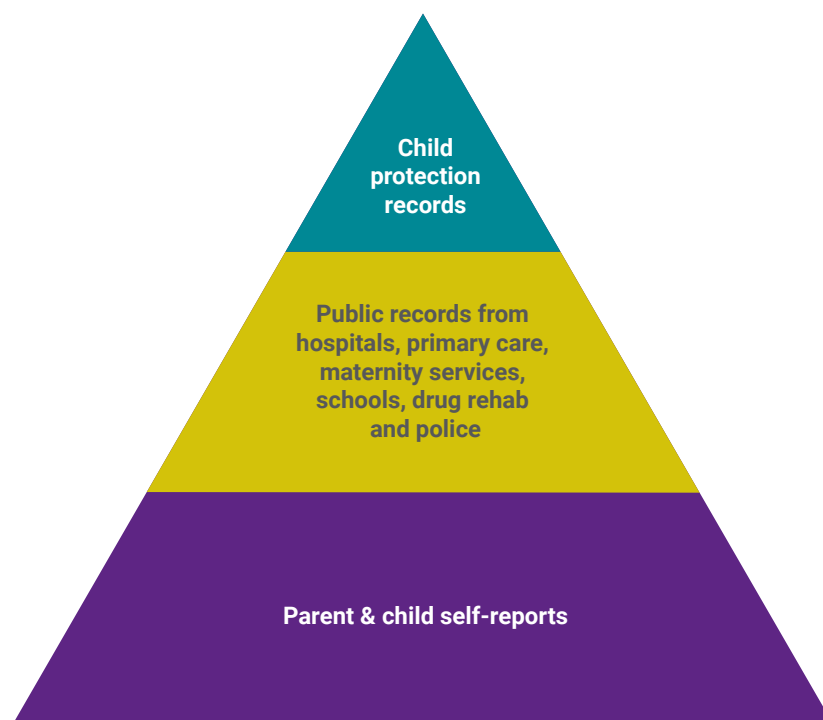 Child
protection
records
Public records from
hospitals, primary care,
maternity services,
schools, drug rehab
and police
Parent & child self-reports